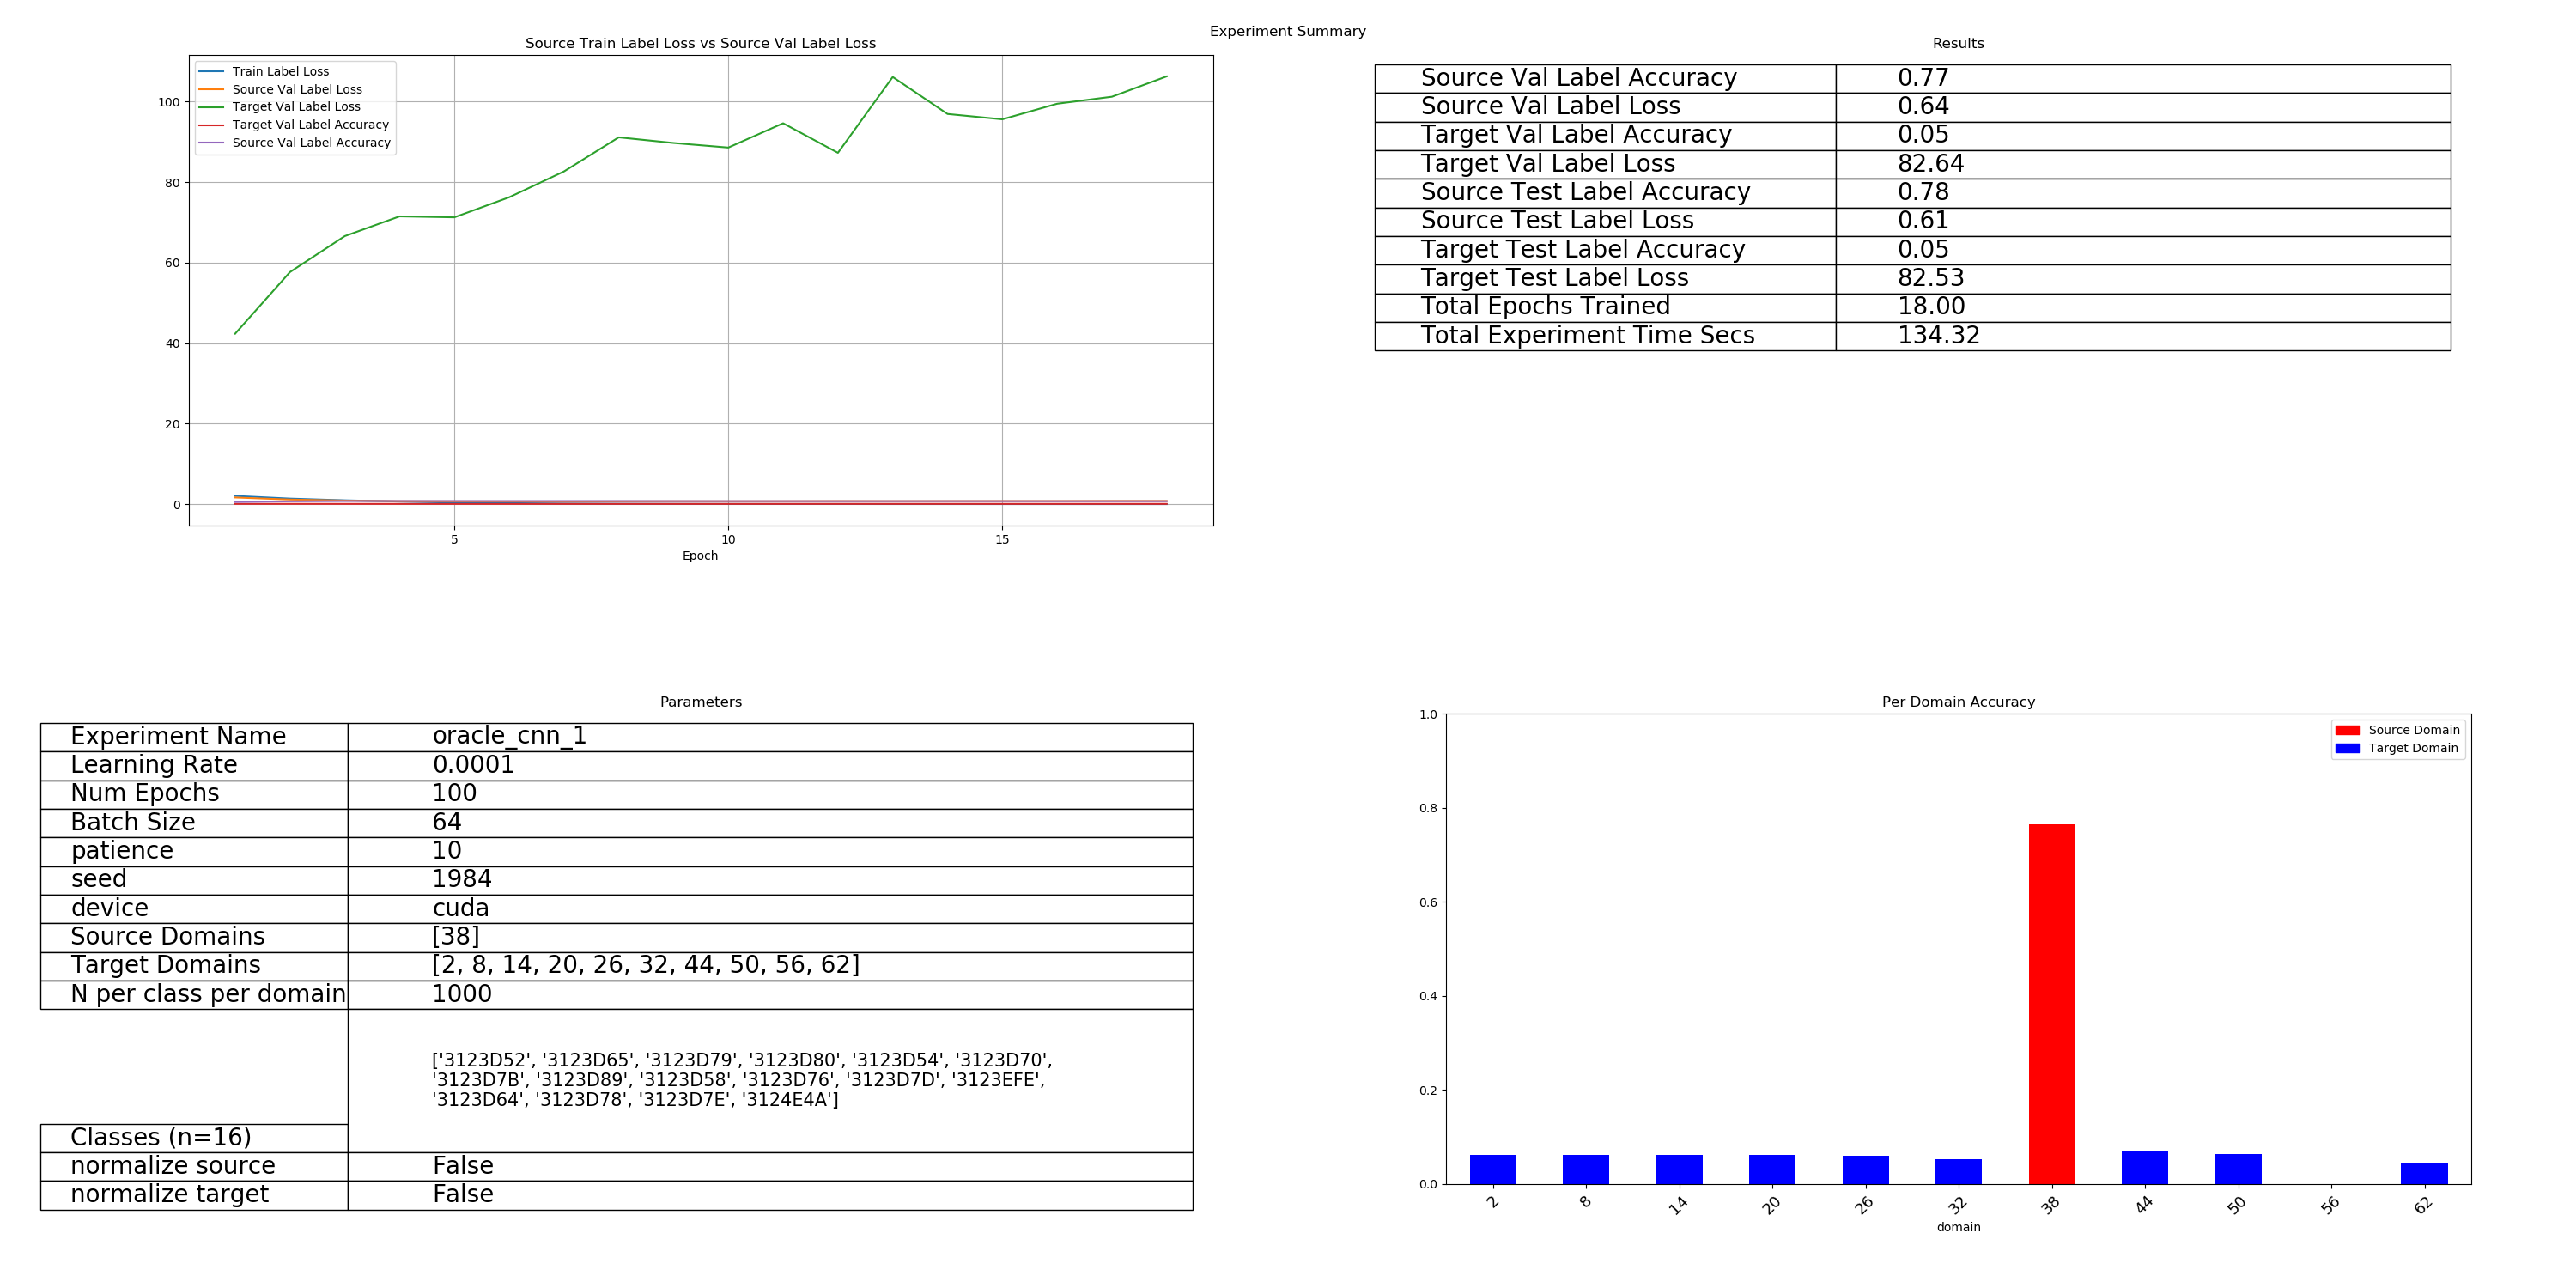 Experiment Summary
Source Train Label Loss vs Source Val Label Loss
Train Label Loss
Source Val Label Loss
Target Val Label Loss
Target Val Label Accuracy
Source Val Label Accuracy
100
80
60
40
20
0
5 10 15
Epoch
Results
Source Val Label Accuracy 0.77
Source Val Label Loss 0.64
Target Val Label Accuracy 0.05
Target Val Label Loss 82.64
Source Test Label Accuracy 0.78
Source Test Label Loss 0.61
Target Test Label Accuracy 0.05
Target Test Label Loss 82.53
Total Epochs Trained 18.00
Total Experiment Time Secs 134.32
Parameters
Experiment Name oracle_cnn_1
Learning Rate 0.0001
Num Epochs 100
Batch Size 64
patience 10
seed 1984
device cuda
Source Domains [38]
Target Domains [2, 8, 14, 20, 26, 32, 44, 50, 56, 62]
N per class per domain 1000
['3123D52', '3123D65', '3123D79', '3123D80', '3123D54', '3123D70',
'3123D7B', '3123D89', '3123D58', '3123D76', '3123D7D', '3123EFE',
'3123D64', '3123D78', '3123D7E', '3124E4A']
Classes (n=16)
normalize source False
normalize target False
Per Domain Accuracy
Source Domain
Target Domain
1.0
0.8
0.6
0.4
0.2
0.0
2 8 14 20 26 32 38 44 50 56 62
domain